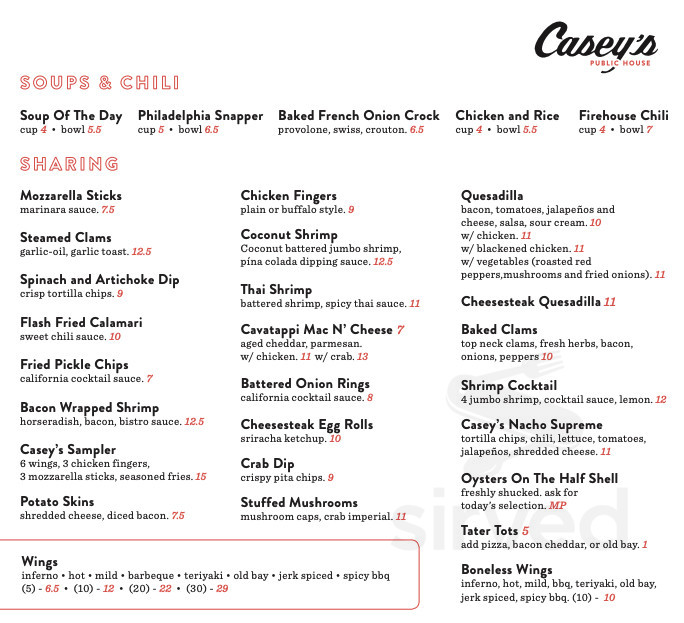 Casey's
PUBLIC HOUSE
SOUPS & CHILI
Soup Of The Day
cup 4 • bowl 5.5
Philadelphia Snapper
cup 5 • bowl 6.5
Baked French Onion Crock
provolone, swiss, crouton. 6.5
Chicken and Rice
cup 4 • bowl 5.5
Firehouse Chili
cup 4 • bowl 7
SHARING
Mozzarella Sticks
marinara sauce. 7.5
Steamed Clams
garlic-oil, garlic toast. 12.5
Spinach and Artichoke Dip
crisp tortilla chips. 9
Flash Fried Calamari
sweet chili sauce. 10
Fried Pickle Chips
california cocktail sauce. 7
Bacon Wrapped Shrimp
horseradish, bacon, bistro sauce. 12.5
Casey's Sampler
6 wings, 3 chicken fingers,
3 mozzarella sticks, seasoned fries. 15
Potato Skins
shredded cheese, diced bacon. 7.5
Chicken Fingers
plain or buffalo style. 9
Coconut Shrimp
Coconut battered jumbo shrimp,
pína colada dipping sauce. 12.5
Thai Shrimp
battered shrimp, spicy thai sauce. 11
Cavatappi Mac N' Cheese 7
aged cheddar, parmesan.
w/ chicken. 11 w/ crab. 13
Battered Onion Rings
california cocktail sauce. 8
Cheesesteak Egg Rolls
sriracha ketchup. 10
Crab Dip
crispy pita chips. 9
Stuffed Mushrooms
mushroom caps, crab imperial. 11
Quesadilla
bacon, tomatoes, jalapeños and
cheese, salsa, sour cream. 10
w/ chicken. 11
w/ blackened chicken. 11
w/ vegetables (roasted red
peppers,mushrooms and fried onions). 11
Cheesesteak Quesadilla 11
Baked Clams
top neck clams, fresh herbs, bacon,
onions, peppers 10
Shrimp Cocktail
4 jumbo shrimp, cocktail sauce, lemon. 12
Casey's Nacho Supreme
tortilla chips, chili, lettuce, tomatoes,
jalapeños, shredded cheese. 11
Oysters On The Half Shell
freshly shucked. ask for
today's selection. MP
Tater Tots 5
add pizza, bacon cheddar, or old bay. 1
Boneless Wings
inferno, hot, mild, bbq, teriyaki, old bay,
jerk spiced, spicy bbq. (10) - 10
Wings
inferno • hot • mild • barbeque • teriyaki • old bay • jerk spiced • spicy bbq
(5) - 6.5 • (10) - 12 • (20) - 22 • (30) - 29
sirved